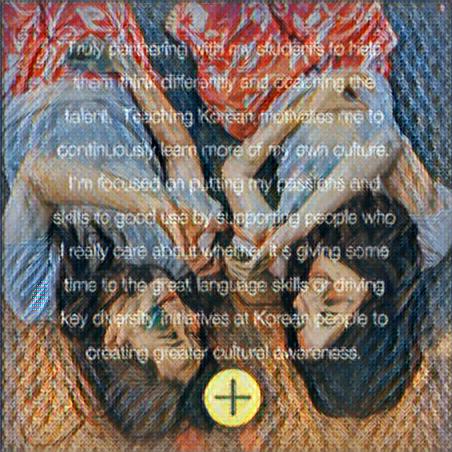 Truly partnering with my students to help
them think differently and coaching the
talent. Teaching Korean motivates me to
continuously learn more of my own culture.
I'm focused on putting my passions and
skills to good use by supporting people who
I really care about whether it's giving some
time to the great language skills or driving
key diversity initiatives at Korean people to
creating greater cultural awareness.
+